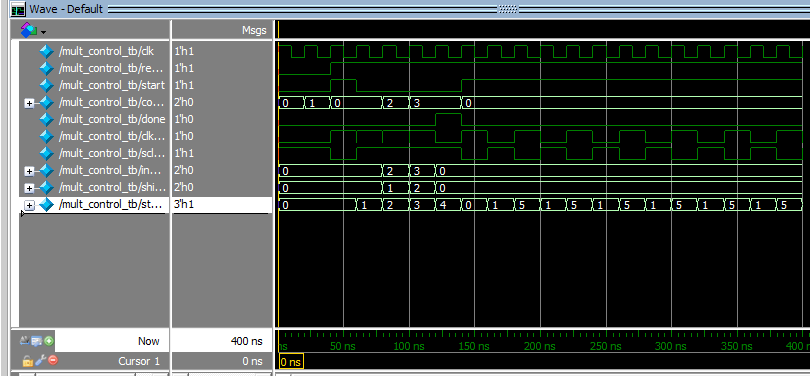 Wave - Default
Msgs
/mult_control_tb/clk 1'h1
/mult_control_tb/re... 1'h1
/mult_control_tb/start 1'h1
/mult_control_tb/co... 2'h0 0 1 0 2 3 0
/mult_control_tb/done 1'h0
/mult_control_tb/clk... 1'h0
/mult_control_tb/scl... 1'h1
/mult_control_tb/in... 2'h0 0 2 3 0
/mult_control_tb/shi... 2'h0 0 1 2 0
/mult_control_tb/st... 3'h1 0 1 2 3 4 0 1 5 1 5 1 5 1 5 1 5 1 5
Now 400 ns ns 50 ns 100 ns 150 ns 200 ns 250 ns 300 ns 350 ns 400
Cursor 1 0 ns 0 ns